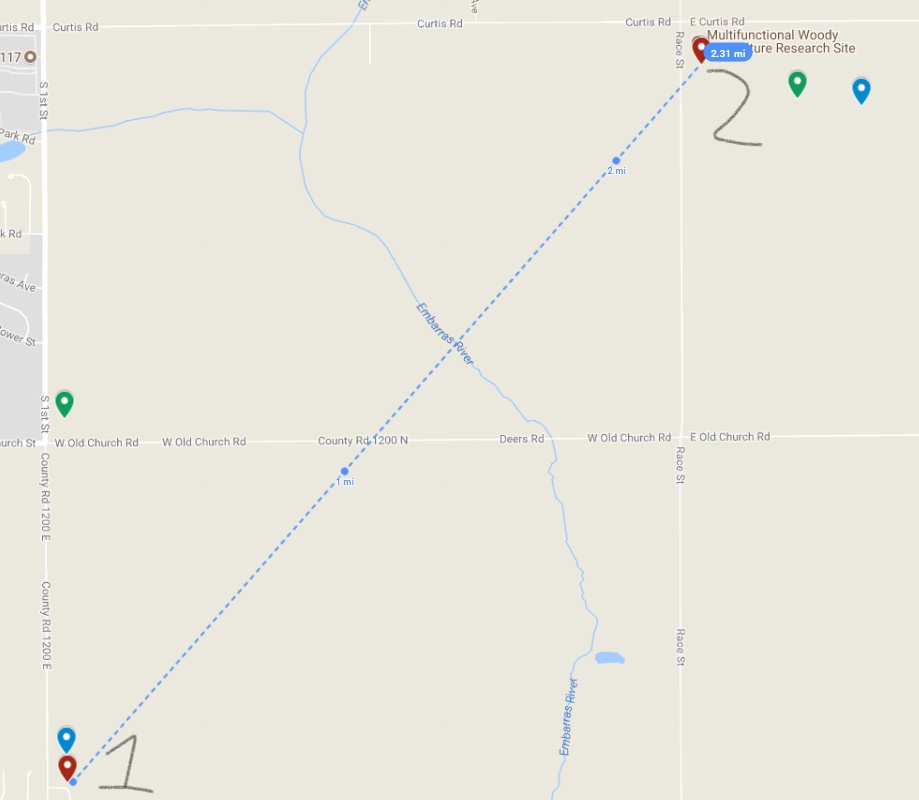 Curtis Rd
Curtis Rd
Curtis Rd
E Curtis Rd
Ave
Race St
Multifunctional Woody
ture Research Site
2.31 mi
117
S 1st St
Park Rd
2
2 mi
k Rd
ras Ave
lower St
Embarras River
S 1st St
urch St
W Old Church Rd
W Old Church Rd
County Rd 1200 N
Deers Rd
W Old Church Rd
E Old Church Rd
Race St
1 mi
County Rd 1200 E
County Rd 1200 E
Race St
Embarras River
1